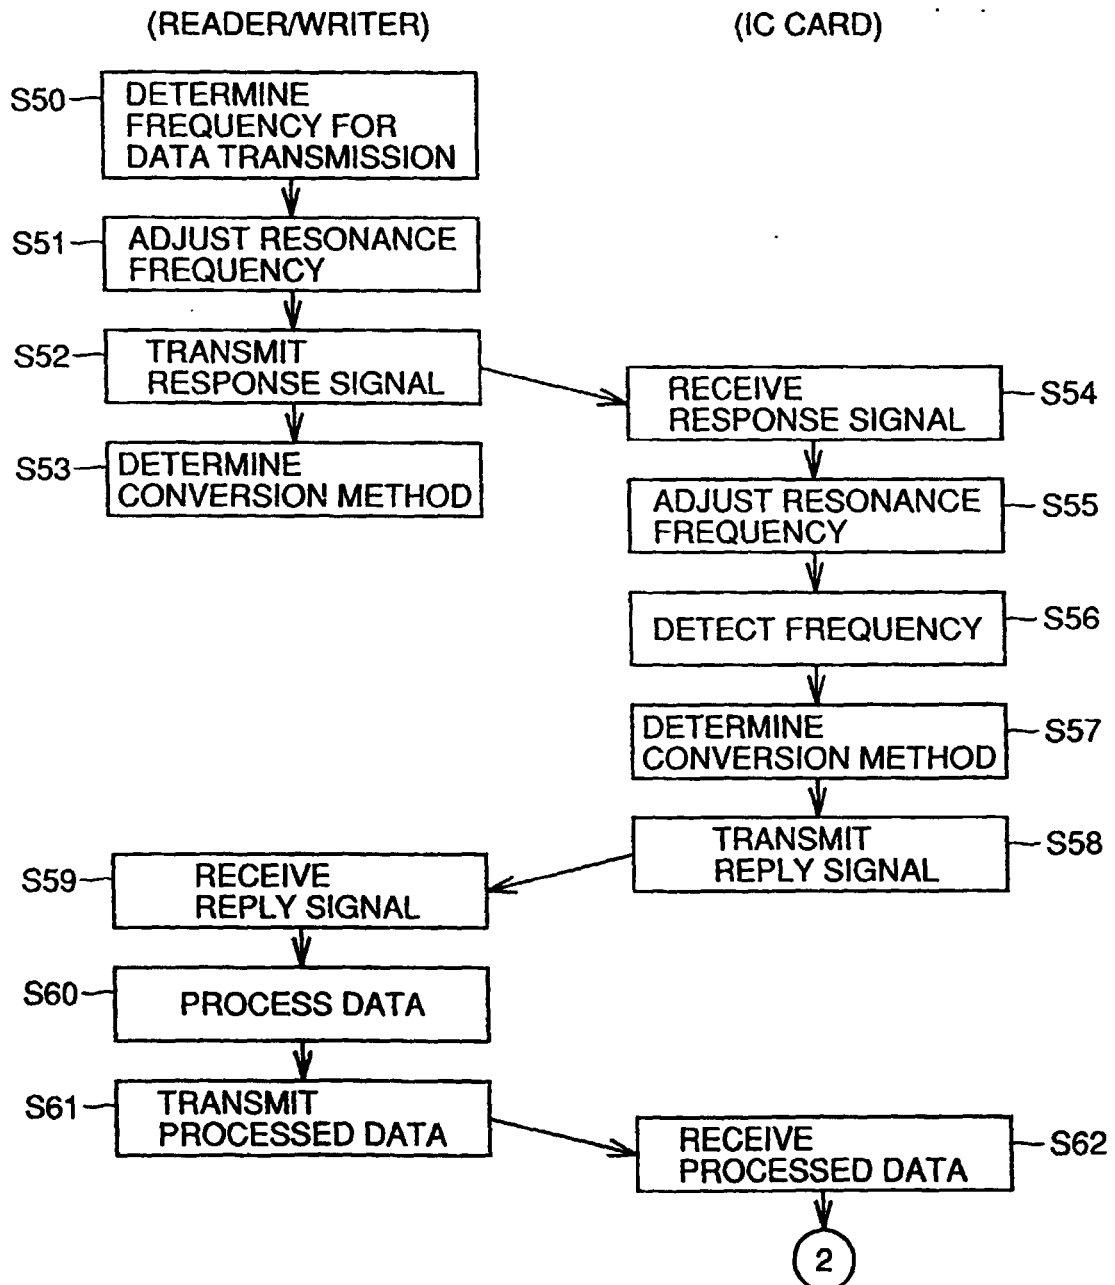 (READER/WRITER)
(IC CARD)
S50
DETERMINE
FREQUENCY FOR
DATA TRANSMISSION
S51
ADJUST RESONANCE
FREQUENCY
S52
TRANSMIT
RESPONSE SIGNAL
RECEIVE
RESPONSE SIGNAL
S54
S53
DETERMINE
CONVERSION METHOD
ADJUST RESONANCE
FREQUENCY
S55
DETECT FREQUENCY
S56
DETERMINE
CONVERSION METHOD
S57
TRANSMIT
REPLY SIGNAL
S58
S59
RECEIVE
REPLY SIGNAL
S60
PROCESS DATA
S61
TRANSMIT
PROCESSED DATA
RECEIVE
PROCESSED DATA
S62
2